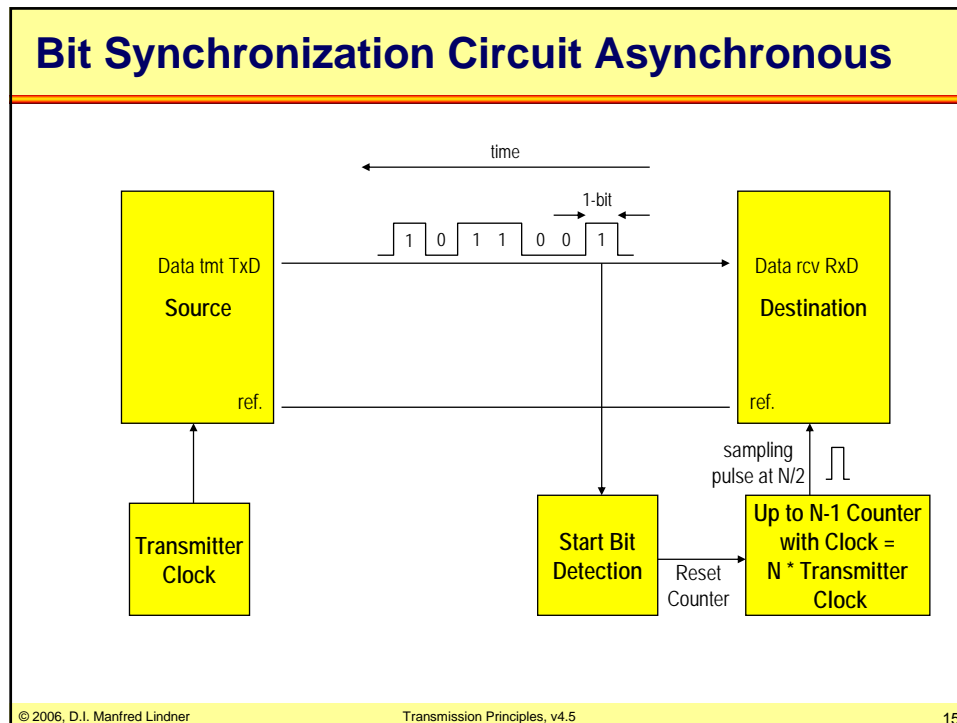 Bit Synchronization Circuit Asynchronous
time
1-bit
1 0 1 1 0 0 1
Data tmt TxD
Source
ref.
Data rcv RxD
Destination
ref.
sampling
pulse at N/2
Transmitter
Clock
Start Bit
Detection
Reset
Counter
Up to N-1 Counter
with Clock =
N * Transmitter
Clock
© 2006, D.I. Manfred Lindner
Transmission Principles, v4.5
15